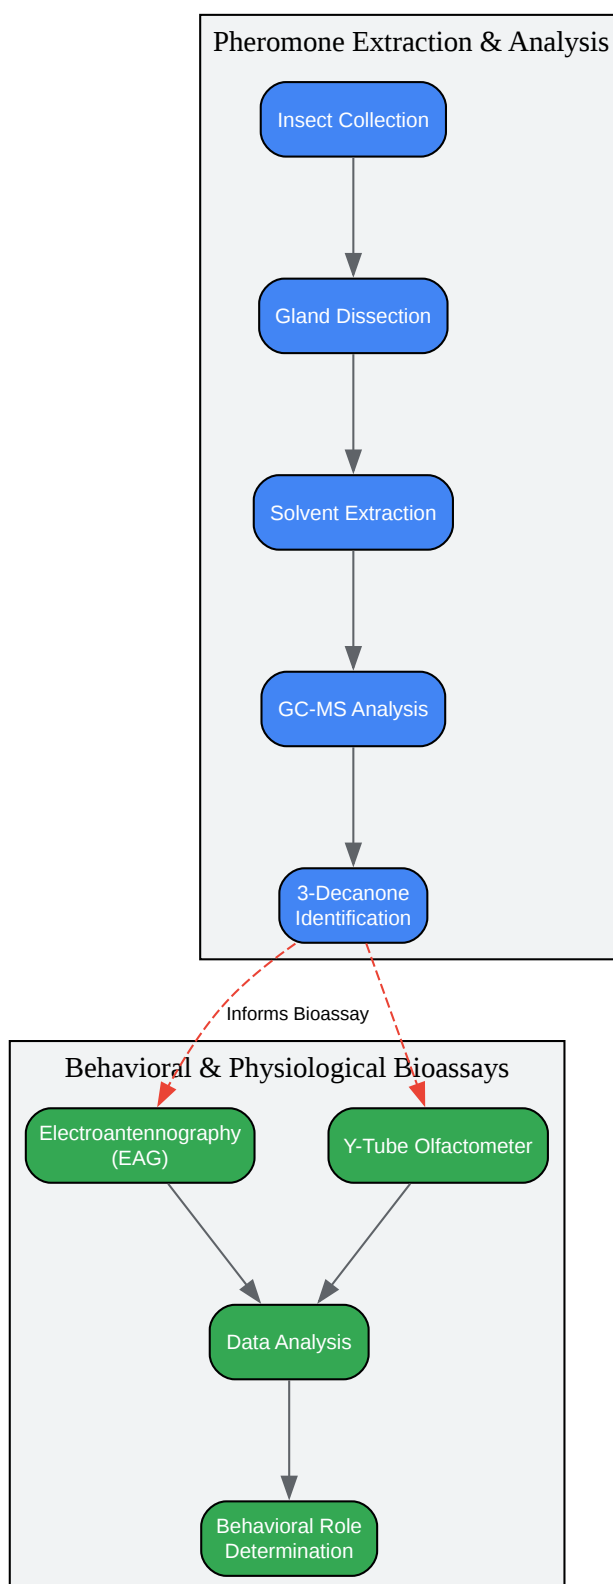 Pheromone Extraction & Analysis
Insect Collection
Gland Dissection
Solvent Extraction
GC-MS Analysis
3-Decanone
Identification
Informs Bioassay
Behavioral & Physiological Bioassays
Electroantennography
(EAG)
Y-Tube Olfactometer
Data Analysis
Behavioral Role
Determination